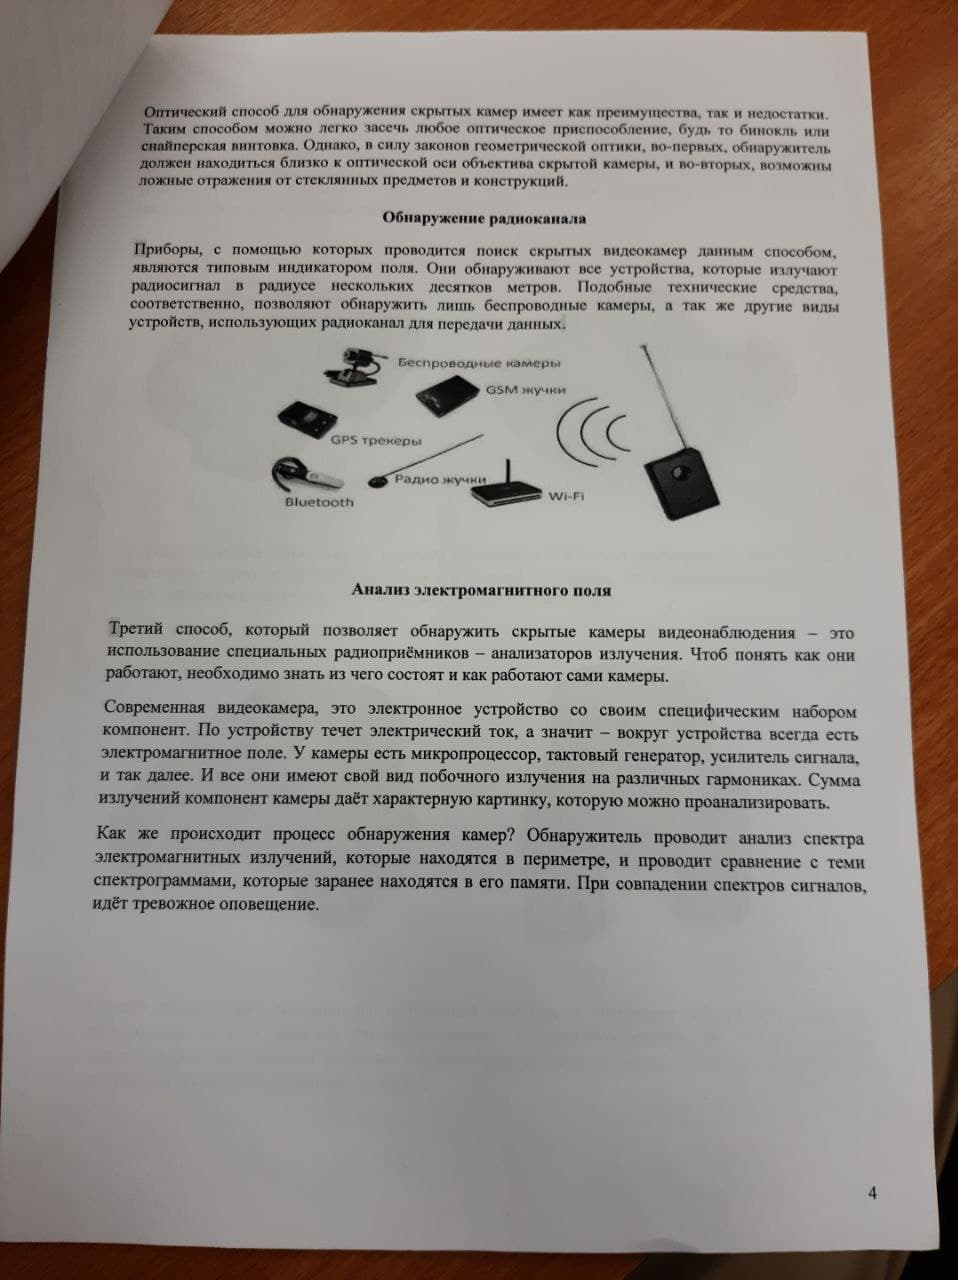 Оптический способ для обнаружения скрытых камер имеет как преимущества, так и недостатки.
Таким способом можно легко засечь любое оптическое приспособление, будь то бинокль или
снайперская винтовка. Однако, в силу законов геометрической оптики, во-первых, обнаружитель
должен находиться близко к оптической оси объектива скрытой камеры, и во-вторых, возможны
ложные отражения от стеклянных предметов и конструкций.
Обнаружение радиоканала
Приборы, с помощью которых проводится поиск скрытых видеокамер данным способом,
являются типовым индикатором поля. Они обнаруживают все устройства, которые излучают
радиосигнал в радиусе нескольких десятков метров. Подобные технические средства,
соответственно, позволяют обнаружить лишь беспроводные камеры, а так же другие виды
устройств, использующих радиоканал для передачи данных.
Беспроводные камеры
GSM жучки
GPS трекеры
Радио жучки
Wi-Fi
Bluetooth
Анализ электромагнитного поля
Третий способ, который позволяет обнаружить скрытые камеры видеонаблюдения – это
использование специальных радиоприёмников – анализаторов излучения. Чтоб понять как они
работают, необходимо знать из чего состоят и как работают сами камеры.
Современная видеокамера, это электронное устройство со своим специфическим набором
компонент. По устройству течет электрический ток, а значит – вокруг устройства всегда есть
электромагнитное поле. У камеры есть микропроцессор, тактовый генератор, усилитель сигнала,
и так далее. И все они имеют свой вид побочного излучения на различных гармониках. Сумма
излучений компонент камеры даёт характерную картинку, которую можно проанализировать.
Как же происходит процесс обнаружения камер? Обнаружитель проводит анализ спектра
электромагнитных излучений, которые находятся в периметре, и проводит сравнение с теми
спектрограммами, которые заранее находятся в его памяти. При совпадении спектров сигналов,
идёт тревожное оповещение.
4